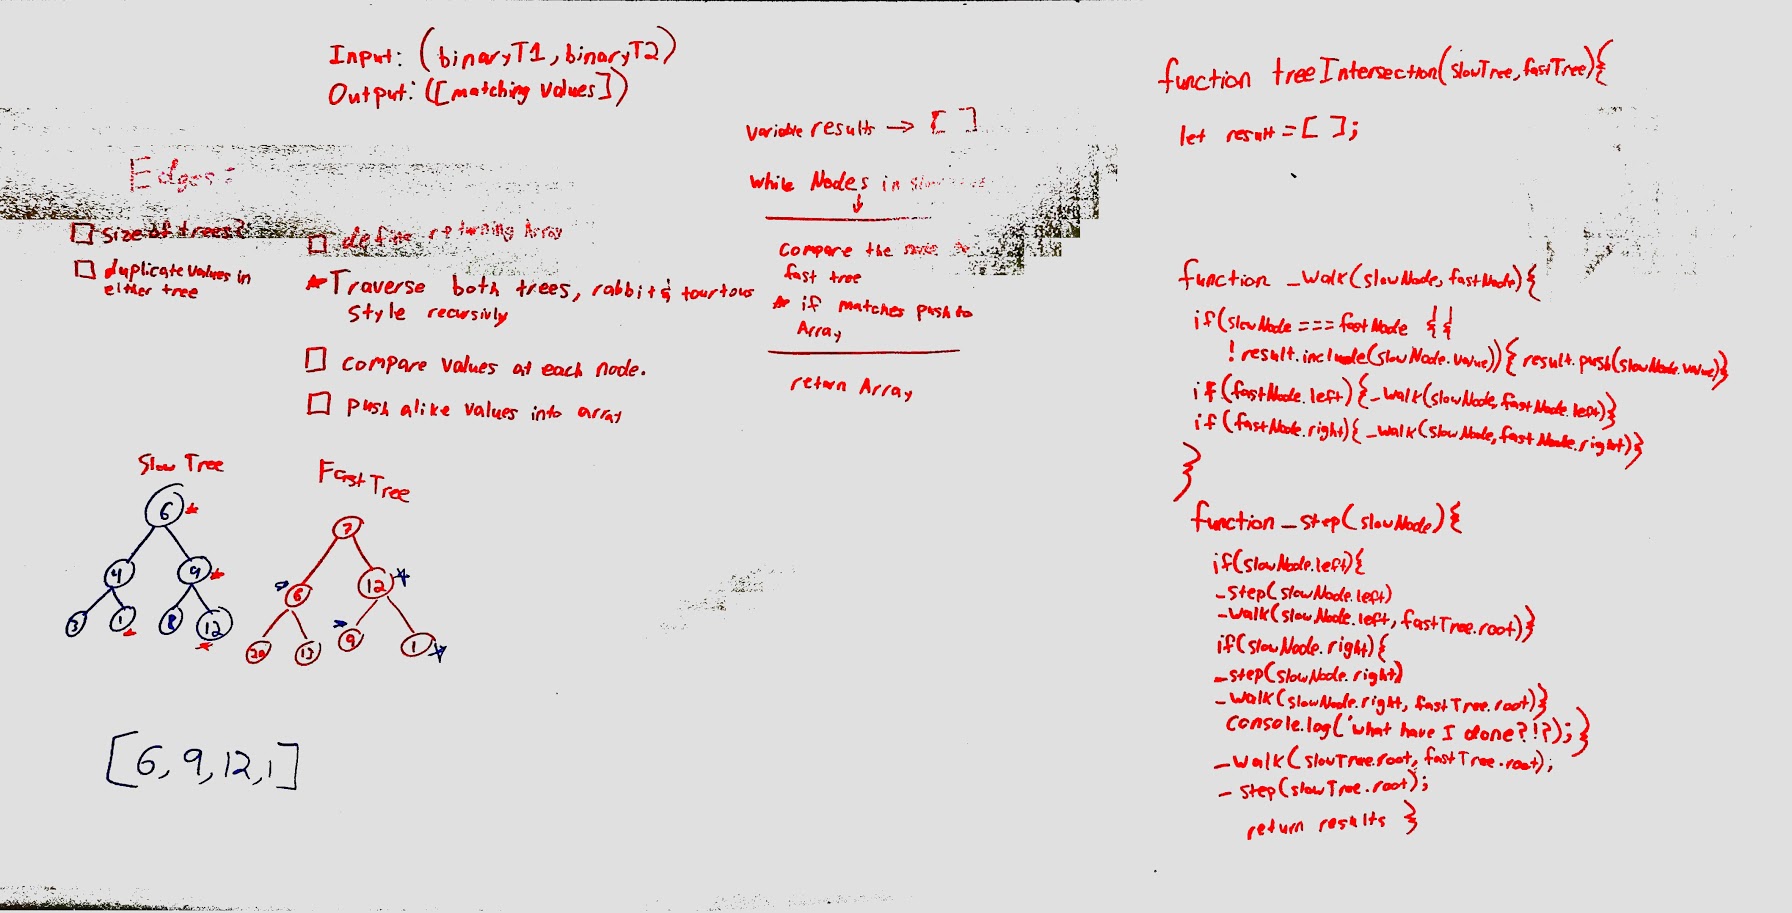 Input: (binaryT1, binaryT2)
Output: ([matching values])
Edges:
size of trees?
duplicate values in
either tree
define returning Array
Traverse both trees, rabbit & tourtous
style recursivly
compare values at each node.
push alike values into array
Slow Tree
6
4 9
3 1 8 12
Fast Tree
7
6 12
20 13 9 1
[6, 9, 12, 1]
variable results → [ ]
while Nodes in
Compare the
fast tree
if matches push to
Array
return Array
function treeIntersection(slowTree, fastTree){
let result = [ ];
function _walk(slowNode, fastNode){
if(slowNode === fastNode &&
!result.include(slowNode.value)){ result.push(slowNode.value)}
if(fastNode.left){_walk(slowNode, fastNode.left)}
if(fastNode.right){_walk(slowNode, fastNode.right)}
}
function _step(slowNode){
if(slowNode.left){
_step(slowNode.left)
_walk(slowNode.left, fastTree.root)}
if(slowNode.right){
_step(slowNode.right)
_walk(slowNode.right, fastTree.root)}
console.log('what have I done?!?); }
_walk(slowTree.root, fastTree.root);
_step(slowTree.root);
return results }